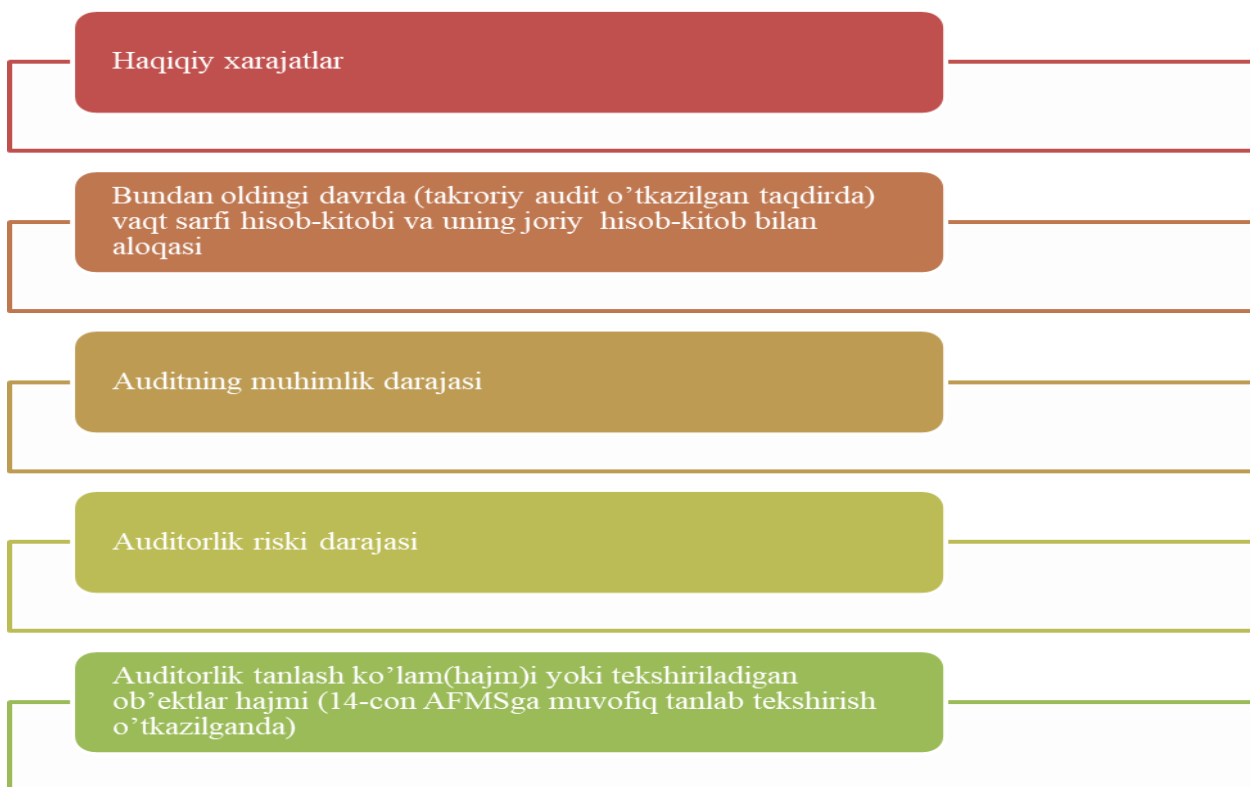 Haqiqiy xarajatlar
Bundan oldingi davrda (takroriy audit o’tkazilgan taqdirda)
vaqt sarfi hisob-kitobi va uning joriy hisob-kitob bilan
aloqasi
Auditning muhimlik darajasi
Auditorlik riski darajasi
Auditorlik tanlash ko’lam(hajm)i yoki tekshiriladigan
ob’ektlar hajmi (14-con AFMSga muvofiq tanlab tekshirish
o’tkazilganda)